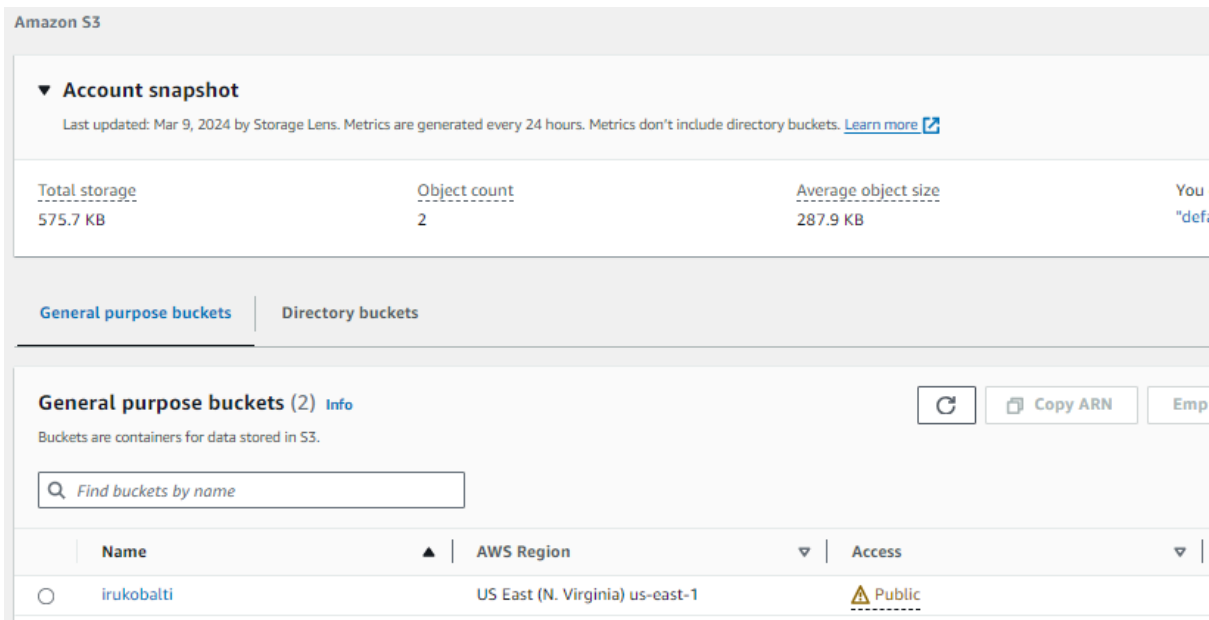 Amazon S3
Account snapshot
Last updated: Mar 9, 2024 by Storage Lens. Metrics are generated every 24 hours. Metrics don't include directory buckets. Learn more
Total storage Object count Average object size You
575.7 KB 2 287.9 KB "defa
General purpose buckets Directory buckets
General purpose buckets (2) Info Copy ARN Emp
Buckets are containers for data stored in S3.
Find buckets by name
Name AWS Region Access
irukobalti US East (N. Virginia) us-east-1 Public